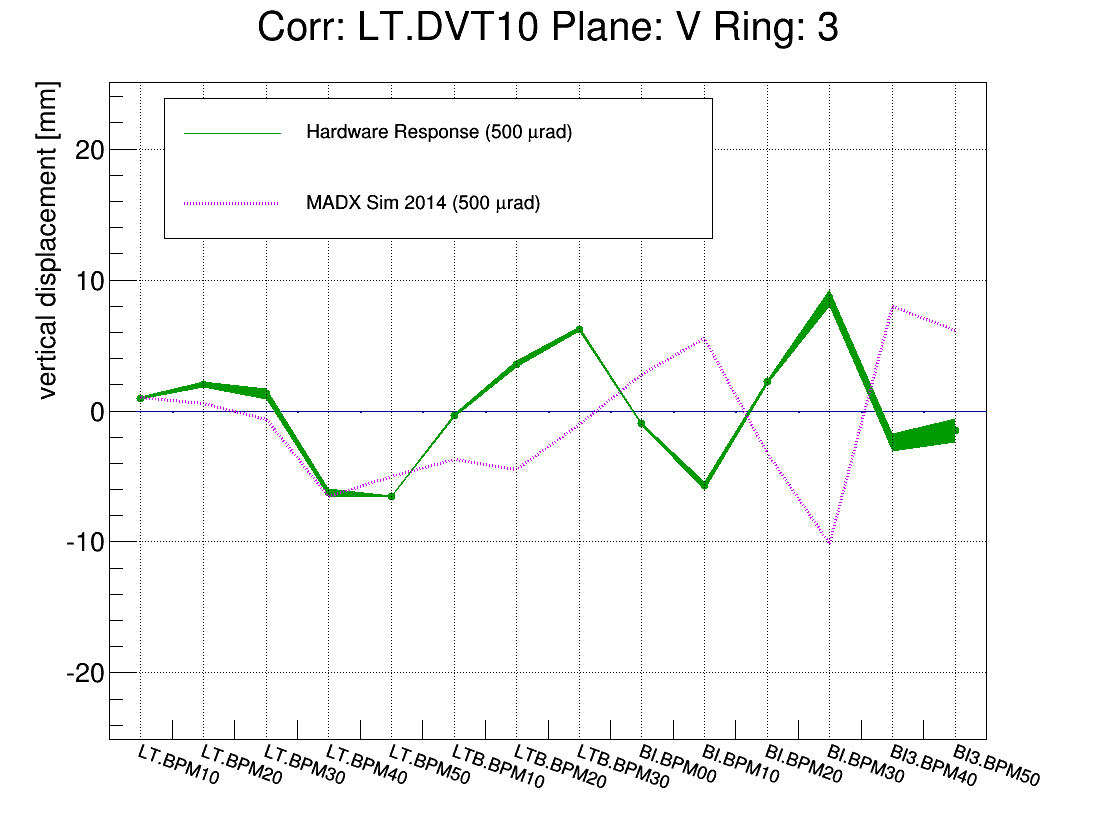 Corr: LT.DVT10 Plane: V Ring: 3
vertical displacement [mm]
Hardware Response (500 μrad)
MADX Sim 2014 (500 μrad)
20
10
0
-10
-20
LT.BPM10
LT.BPM20
LT.BPM30
LT.BPM40
LT.BPM50
LTB.BPM10
LTB.BPM20
LTB.BPM30
BI.BPM00
BI.BPM10
BI.BPM20
BI.BPM30
BI3.BPM40
BI3.BPM50